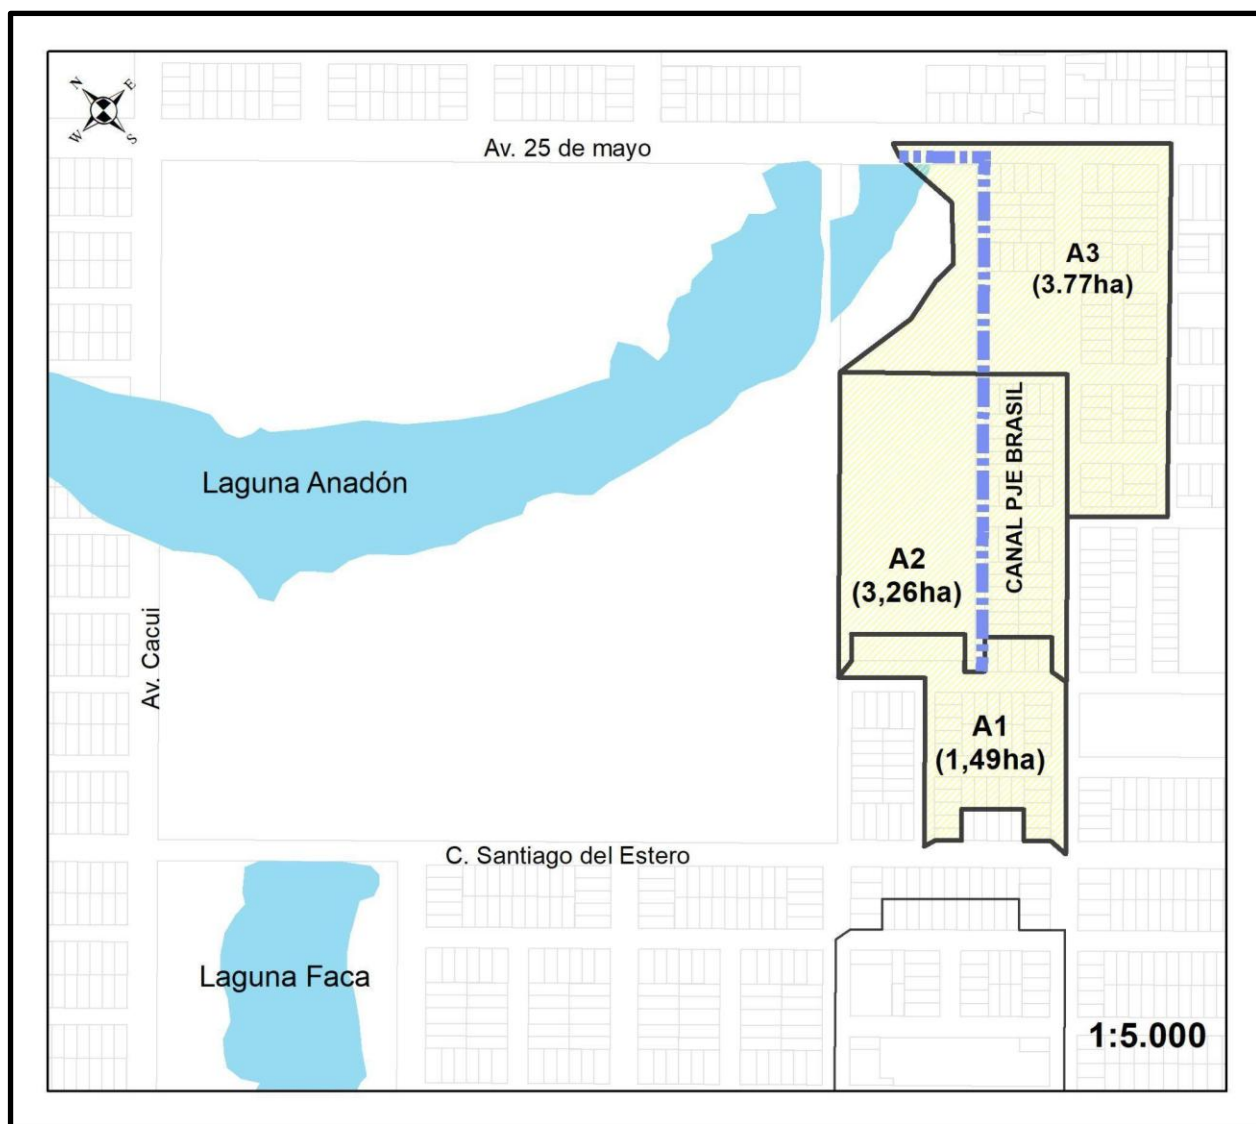 N
E
W
S
Av. 25 de mayo
A3
(3.77ha)
CANAL PJE BRASIL
Laguna Anadón
A2
(3,26ha)
Av. Cacui
A1
(1,49ha)
C. Santiago del Estero
Laguna Faca
1:5.000